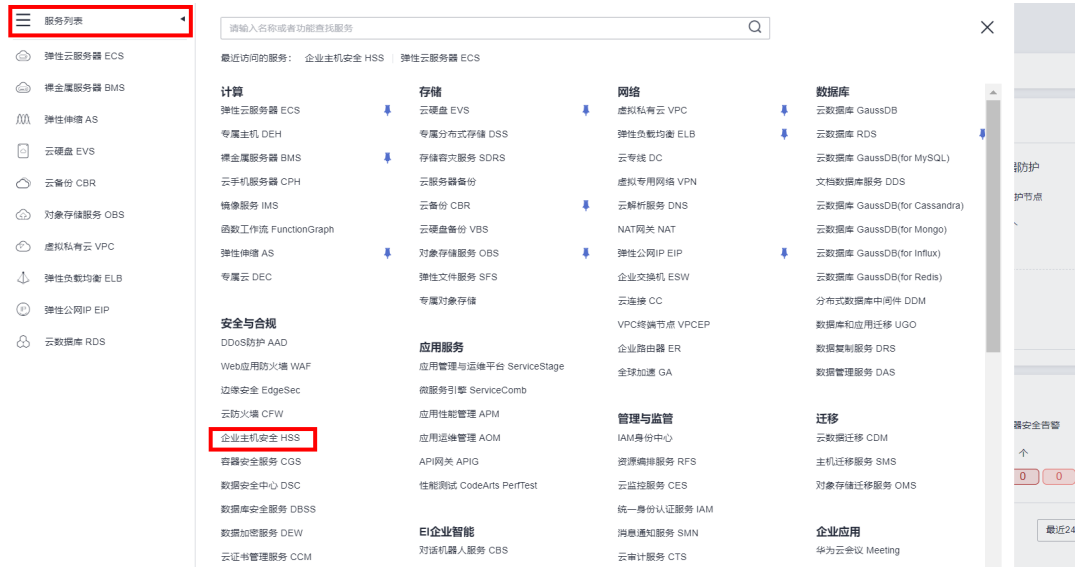 服务列表
弹性云服务器 ECS
裸金属服务器 BMS
弹性伸缩 AS
云硬盘 EVS
云备份 CBR
对象存储服务 OBS
虚拟私有云 VPC
弹性负载均衡 ELB
弹性公网IP EIP
云数据库 RDS
请输入名称或者功能查找服务
最近访问的服务： 企业主机安全 HSS 弹性云服务器 ECS
计算
弹性云服务器 ECS
专属主机 DEH
裸金属服务器 BMS
云手机服务器 CPH
镜像服务 IMS
函数工作流 FunctionGraph
弹性伸缩 AS
专属云 DEC
安全与合规
DDoS防护 AAD
Web应用防火墙 WAF
边缘安全 EdgeSec
云防火墙 CFW
企业主机安全 HSS
容器安全服务 CGS
数据安全中心 DSC
数据库安全服务 DBSS
数据加密服务 DEW
云证书管理服务 CCM
存储
云硬盘 EVS
专属分布式存储 DSS
存储容灾服务 SDRS
云服务器备份
云备份 CBR
云硬盘备份 VBS
对象存储服务 OBS
弹性文件服务 SFS
专属对象存储
应用服务
应用管理与运维平台 ServiceStage
微服务引擎 ServiceComb
应用性能管理 APM
应用运维管理 AOM
API网关 APIG
性能测试 CodeArts PerfTest
EI企业智能
对话机器人服务 CBS
网络
虚拟私有云 VPC
弹性负载均衡 ELB
云专线 DC
虚拟专用网络 VPN
云解析服务 DNS
NAT网关 NAT
弹性公网IP EIP
企业交换机 ESW
云连接 CC
VPC终端节点 VPCEP
企业路由器 ER
全球加速 GA
管理与监管
IAM身份中心
资源编排服务 RFS
云监控服务 CES
统一身份认证服务 IAM
消息通知服务 SMN
云审计服务 CTS
数据库
云数据库 GaussDB
云数据库 RDS
云数据库 GaussDB(for MySQL)
文档数据库服务 DDS
云数据库 GaussDB(for Cassandra)
云数据库 GaussDB(for Mongo)
云数据库 GaussDB(for Influx)
云数据库 GaussDB(for Redis)
分布式数据库中间件 DDM
数据库和应用迁移 UGO
数据复制服务 DRS
数据管理服务 DAS
迁移
云数据迁移 CDM
主机迁移服务 SMS
对象存储迁移服务 OMS
企业应用
华为云会议 Meeting
防护
护节点
安全告警
个
0 0
最近24